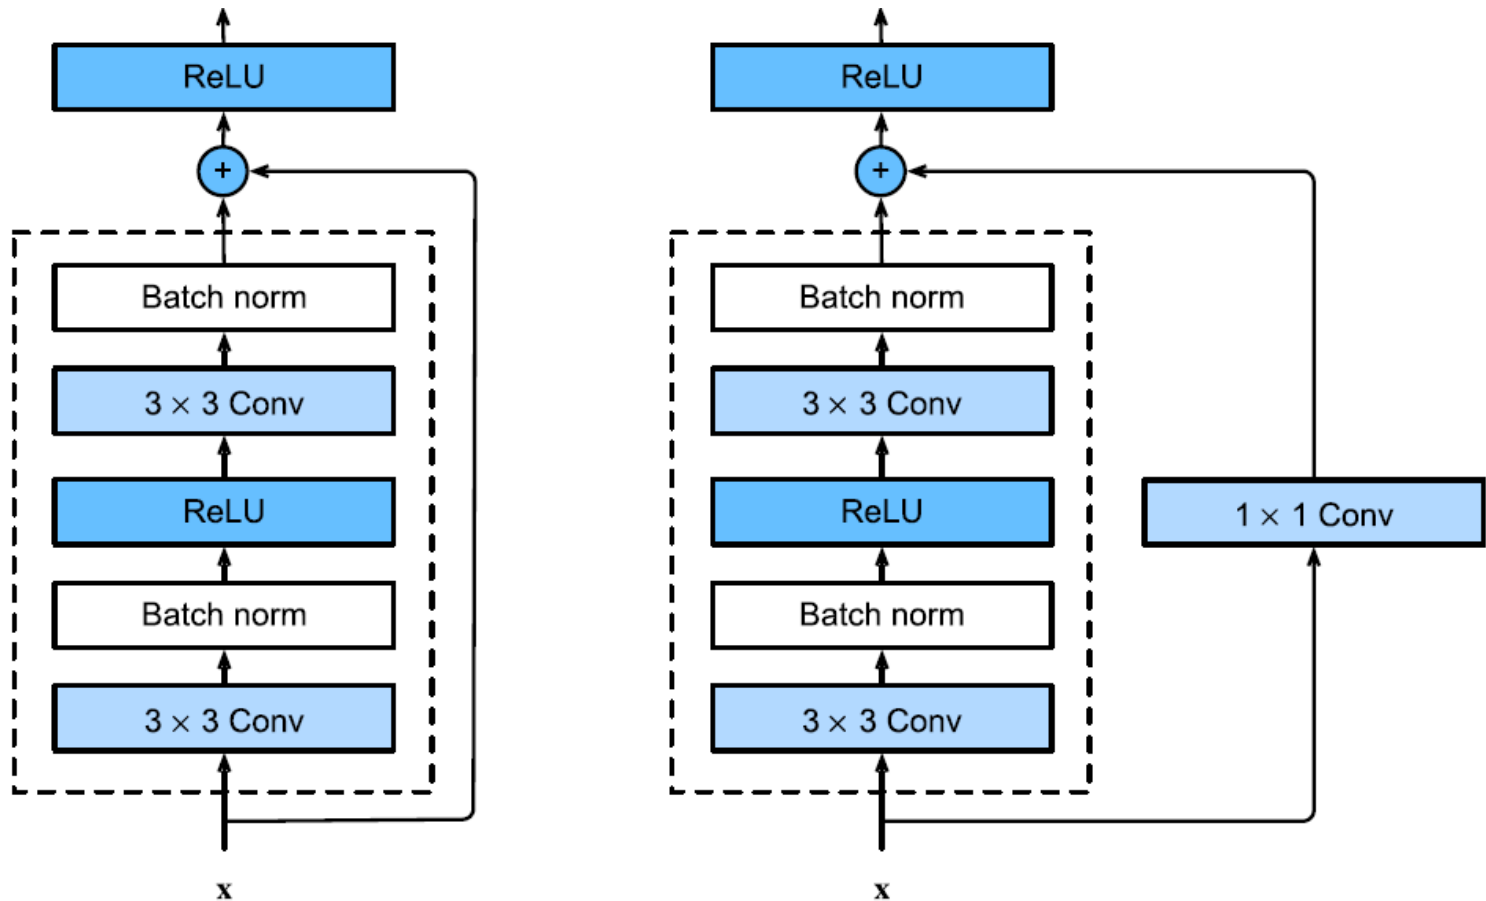 ReLU
+
Batch norm
3 × 3 Conv
ReLU
Batch norm
3 × 3 Conv
x
ReLU
+
Batch norm
3 × 3 Conv
ReLU
Batch norm
3 × 3 Conv
x
1 × 1 Conv